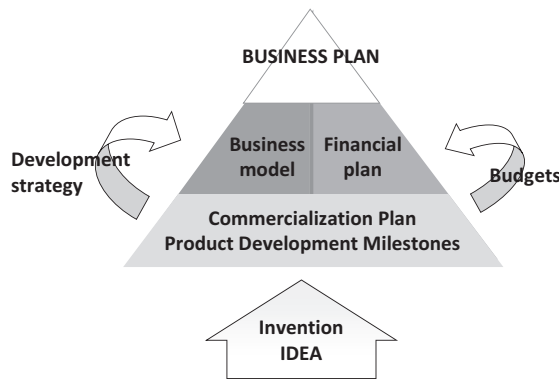 BUSINESS PLAN
Business
model
Financial
plan
Development
strategy
Budgets
Commercialization Plan
Product Development Milestones
Invention
IDEA